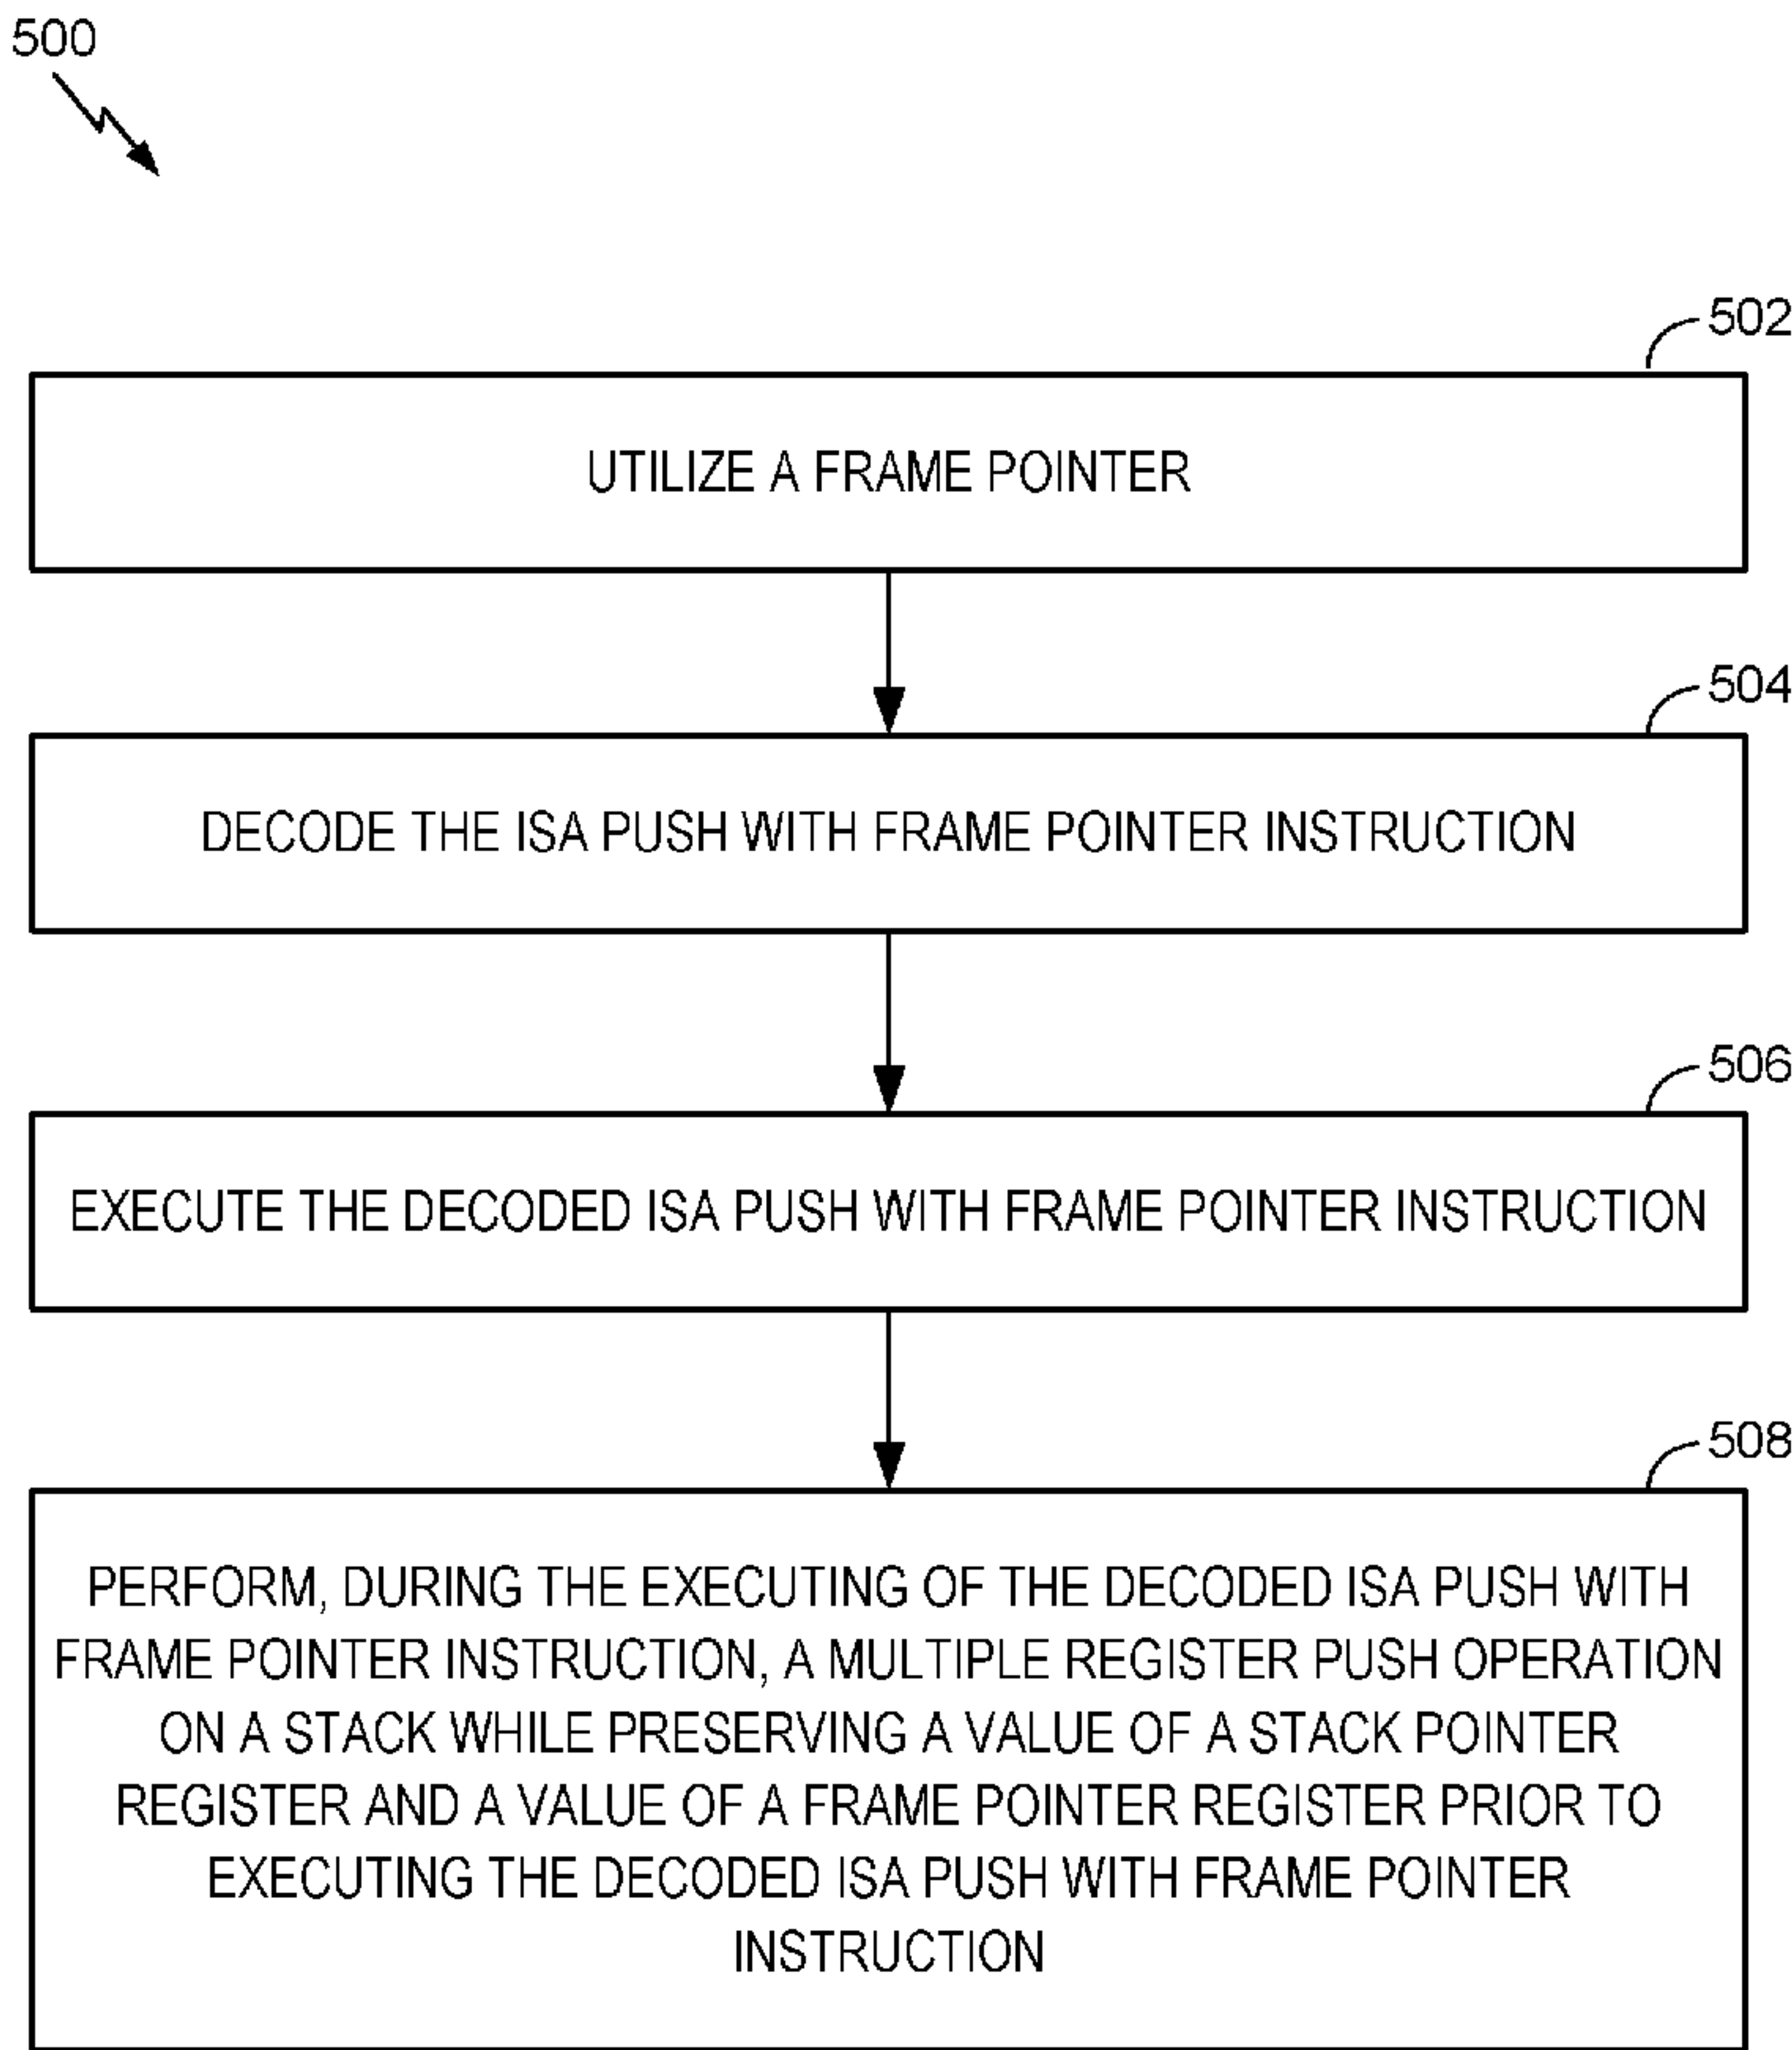 500
502
UTILIZE A FRAME POINTER
504
DECODE THE ISA PUSH WITH FRAME POINTER INSTRUCTION
506
EXECUTE THE DECODED ISA PUSH WITH FRAME POINTER INSTRUCTION
508
PERFORM, DURING THE EXECUTING OF THE DECODED ISA PUSH WITH
FRAME POINTER INSTRUCTION, A MULTIPLE REGISTER PUSH OPERATION
ON A STACK WHILE PRESERVING A VALUE OF A STACK POINTER
REGISTER AND A VALUE OF A FRAME POINTER REGISTER PRIOR TO
EXECUTING THE DECODED ISA PUSH WITH FRAME POINTER
INSTRUCTION